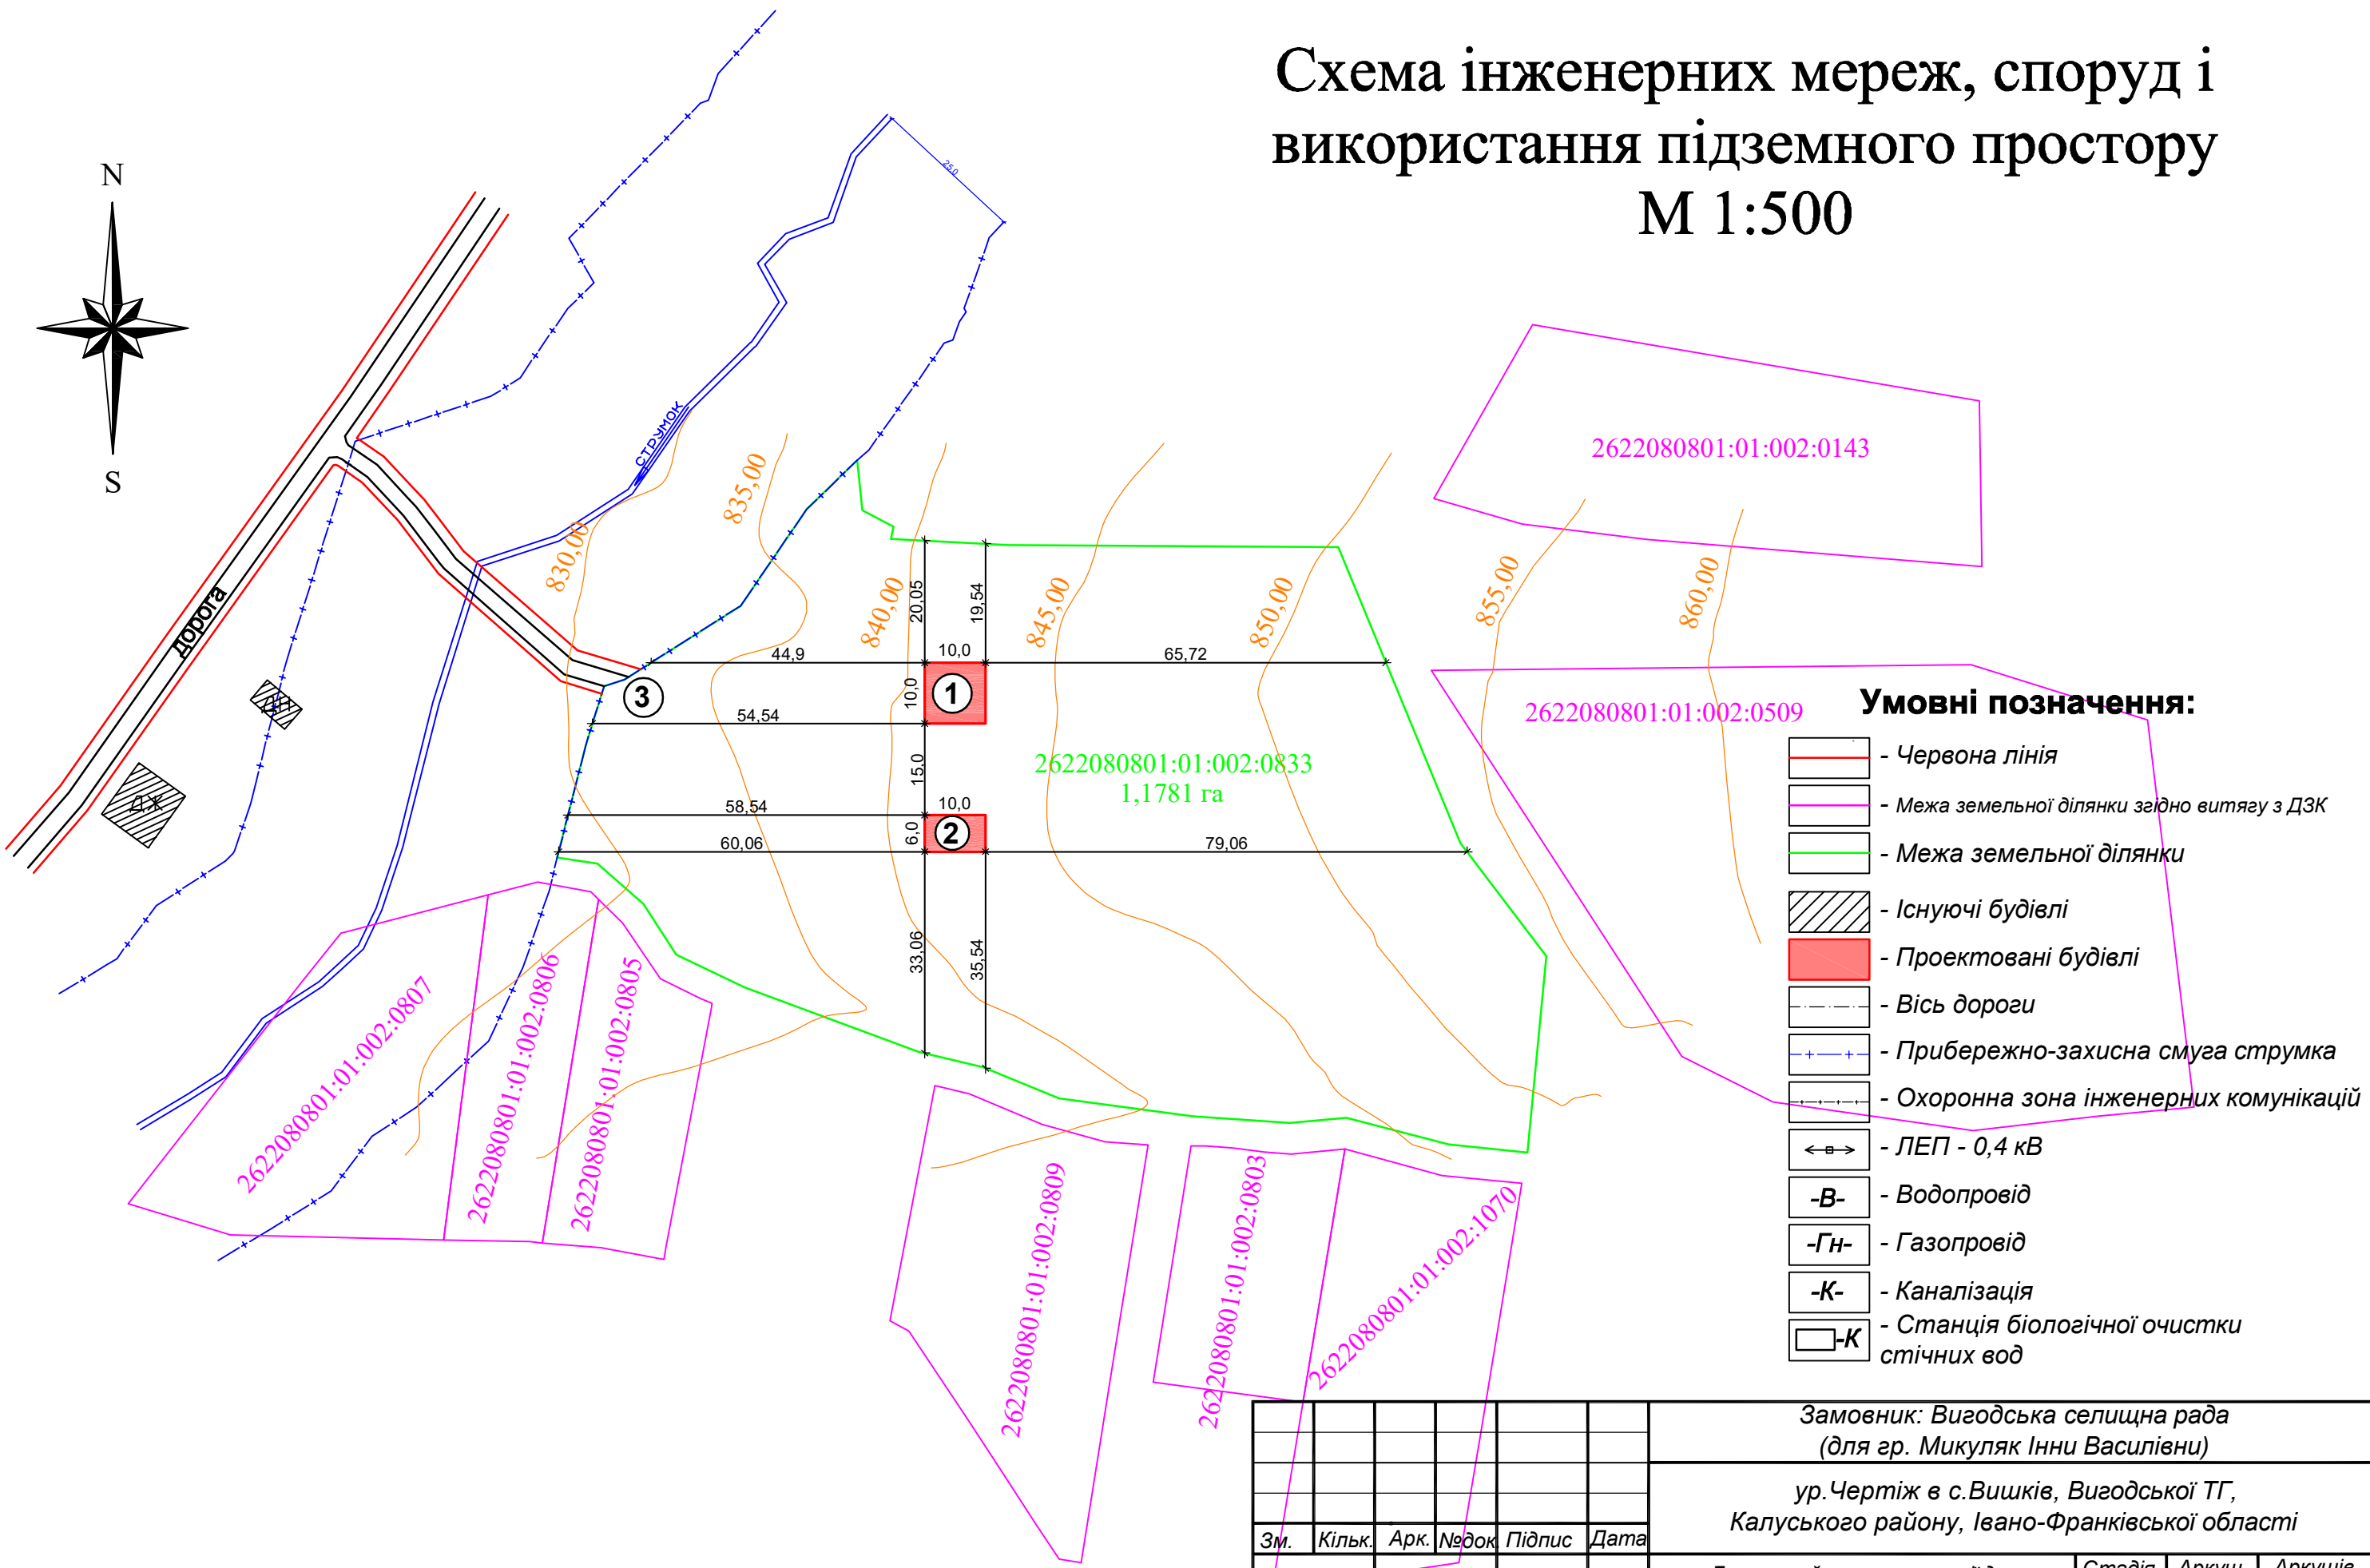 Схема інженерних мереж, споруд і
використання підземного простору
М 1:500
N
S
25.0
струмок
дорога
ДН
ДЖ
830,00
835,00
840,00
845,00
850,00
855,00
860,00
20,05
19,54
44,9
10,0
65,72
10,0
1
3
54,54
15,0
58,54
10,0
6,0
2
60,06
79,06
33,06
35,54
2622080801:01:002:0833
1,1781 га
2622080801:01:002:0143
2622080801:01:002:0509
2622080801:01:002:0807
2622080801:01:002:0806
2622080801:01:002:0805
2622080801:01:002:0809
2622080801:01:002:0803
2622080801:01:002:1070
Умовні позначення:
- Червона лінія
- Межа земельної ділянки згідно витягу з ДЗК
- Межа земельної ділянки
- Існуючі будівлі
- Проектовані будівлі
- Вісь дороги
- Прибережно-захисна смуга струмка
- Охоронна зона інженерних комунікацій
- ЛЕП - 0,4 кВ
-В- - Водопровід
-Гн- - Газопровід
-К- - Каналізація
-К - Станція біологічної очистки
стічних вод
Замовник: Вигодська селищна рада
(для гр. Микуляк Інни Василівни)
ур.Чертіж в с.Вишків, Вигодської ТГ,
Калуського району, Івано-Франківської області
Зм. Кільк. Арк. №док. Підпис Дата
Стадія Аркуш Аркушів